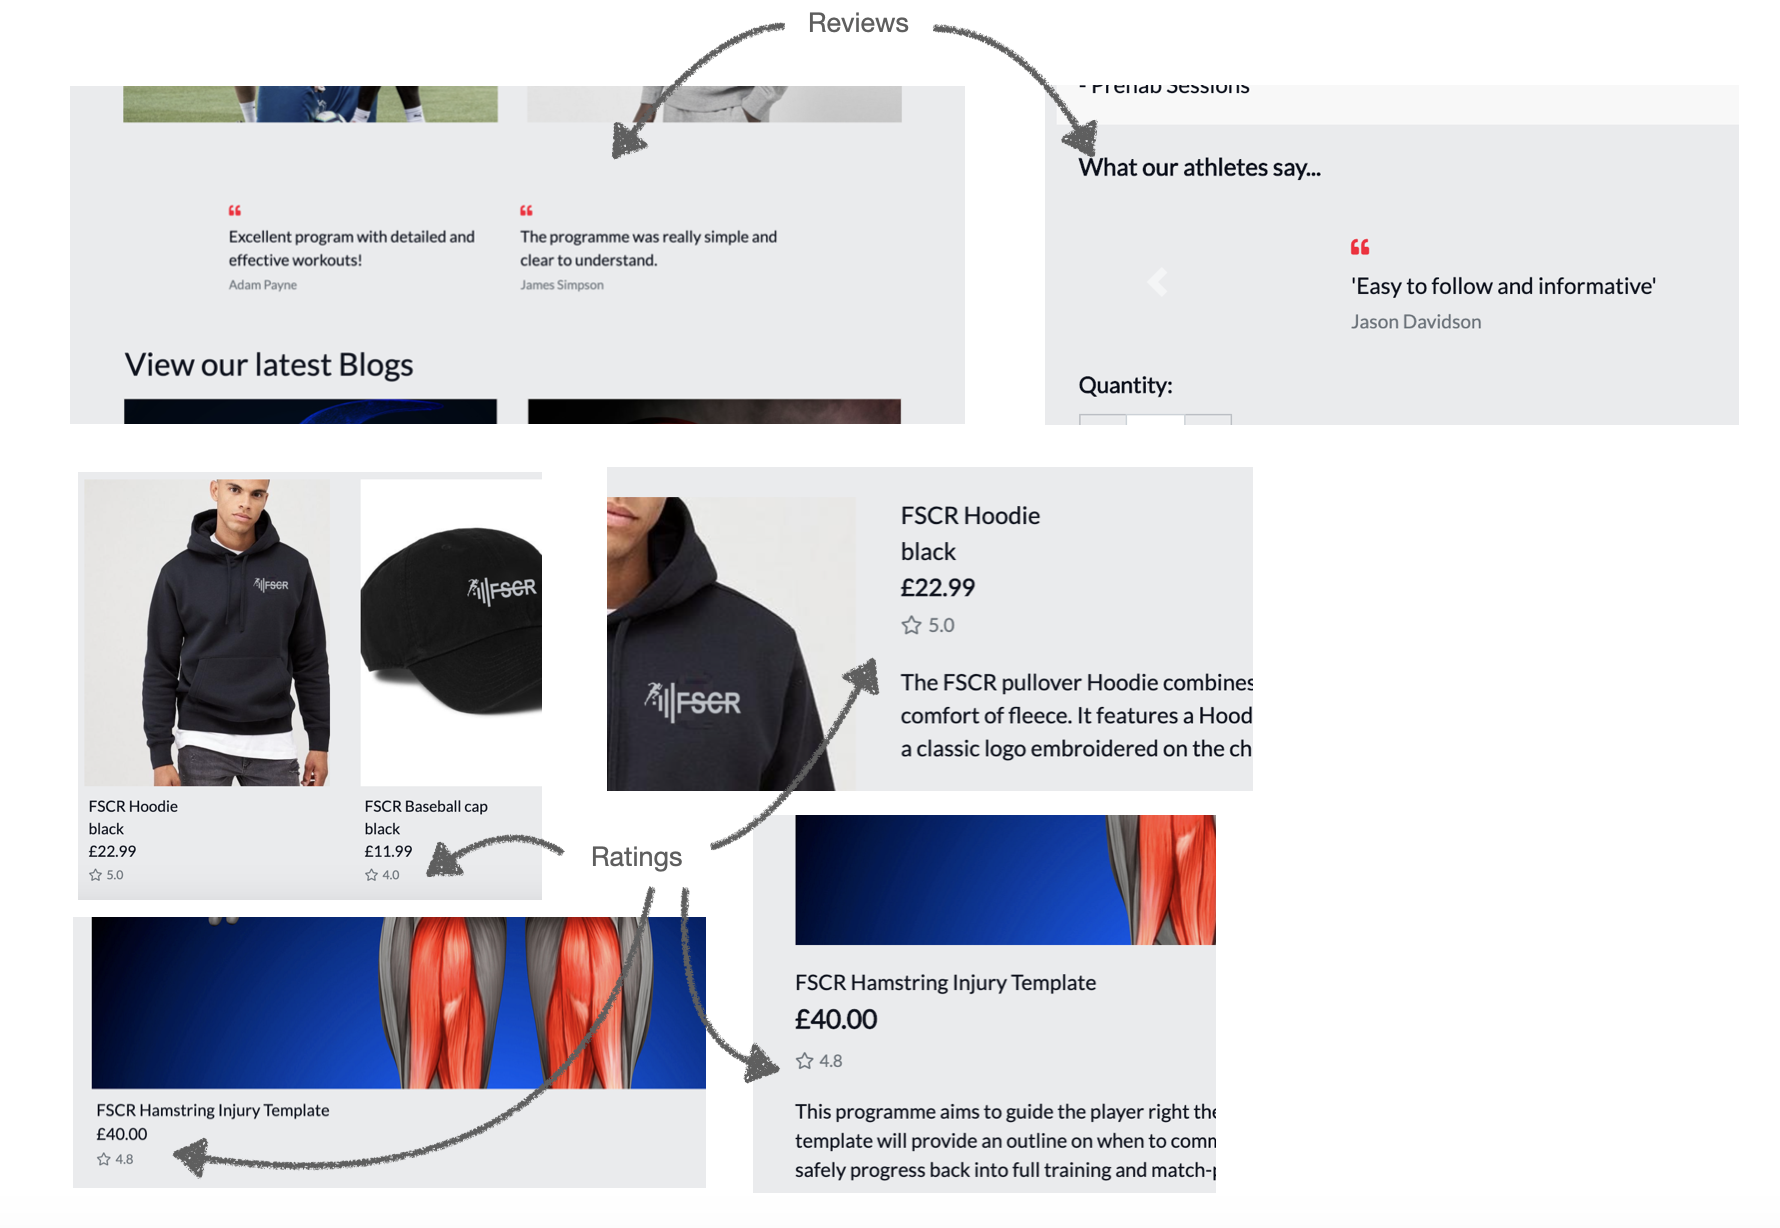 Reviews
- Prehab Sessions
What our athletes say...
“
Excellent program with detailed and
effective workouts!
Adam Payne
“
The programme was really simple and
clear to understand.
James Simpson
“
'Easy to follow and informative'
Jason Davidson
View our latest Blogs
Quantity:
FSCR
FSCR
FSCR Hoodie
black
£22.99
5.0
FSCR Baseball cap
black
£11.99
4.0
FSCR
FSCR Hoodie
black
£22.99
5.0
The FSCR pullover Hoodie combines
comfort of fleece. It features a Hood
a classic logo embroidered on the ch
Ratings
FSCR Hamstring Injury Template
£40.00
4.8
FSCR Hamstring Injury Template
£40.00
4.8
This programme aims to guide the player right the
template will provide an outline on when to comm
safely progress back into full training and match-p